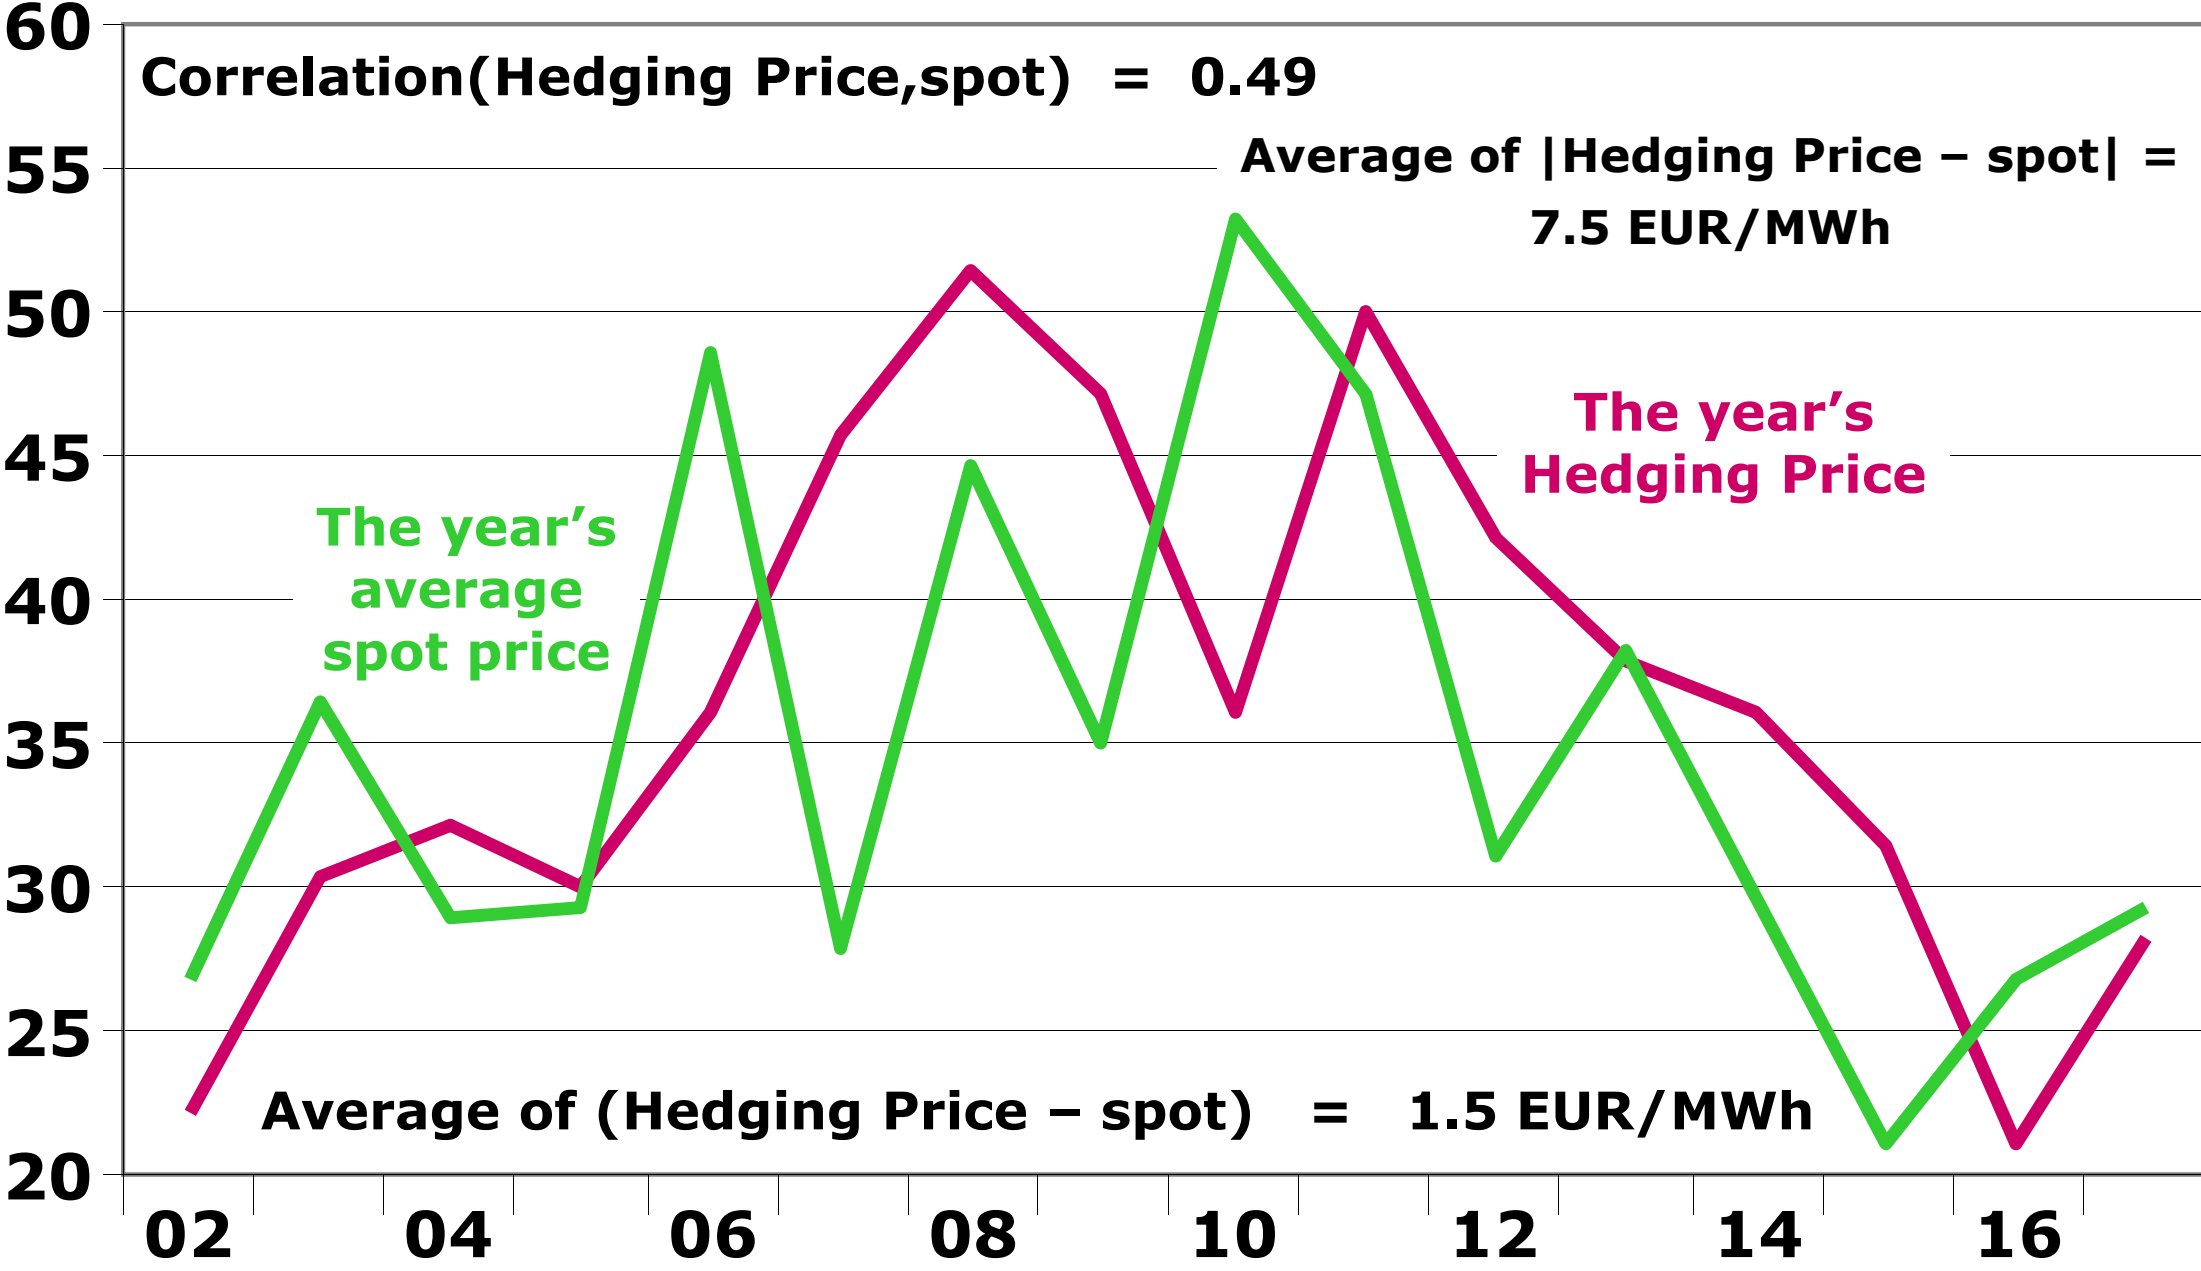 60
Correlation(Hedging Price,spot) = 0.49
Average of |Hedging Price – spot| =
7.5 EUR/MWh
55
50
The year’s
Hedging Price
45
The year’s
average
spot price
40
35
30
25
Average of (Hedging Price – spot) = 1.5 EUR/MWh
20
02 04 06 08 10 12 14 16